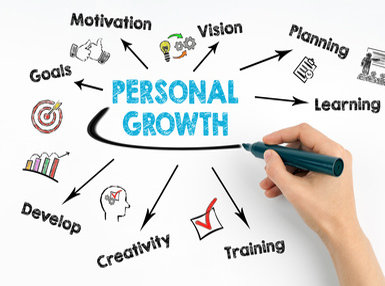 Motivation
Vision
Planning
Goals
PERSONAL
GROWTH
Learning
Develop
Creativity
Training